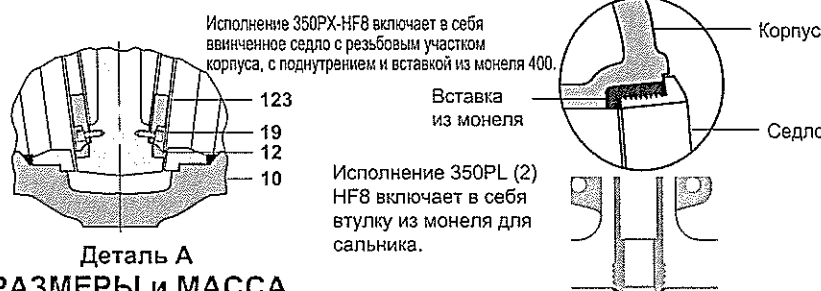 Исполнение 350PX-HF8 включает в себя
ввинченное седло с резьбовым участком
корпуса, с поднутрением и вставкой из монеля 400.
Корпус
Вставка
из монеля
Седло
123
19
12
10
Исполнение 350PL (2)
HF8 включает в себя
втулку из монеля для
сальника.
Деталь А
РАЗМЕРЫ и МАССА